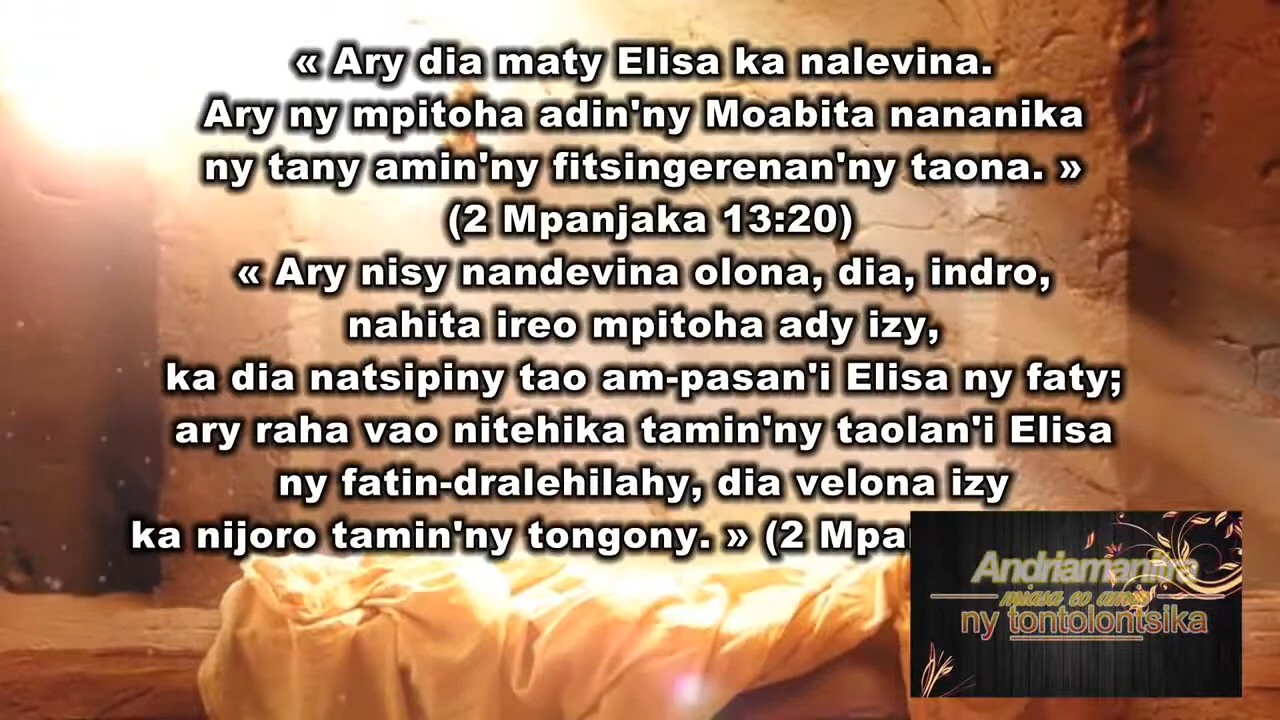 « Ary dia maty Elisa ka nalevina.
Ary ny mpitoha adin'ny Moabita nananika
ny tany amin'ny fitsingerenan'ny taona. »
(2 Mpanjaka 13:20)
« Ary nisy nandevina olona, dia, indro,
nahita ireo mpitoha ady izy,
ka dia natsipiny tao am-pasan'i Elisa ny faty;
ary raha vao nitehika tamin'ny taolan'i Elisa
ny fatin-dralehilahy, dia velona izy
ka nijoro tamin'ny tongony. » (2 Mpa
Andriamanitra
miasa eo amin
ny tontolontsika